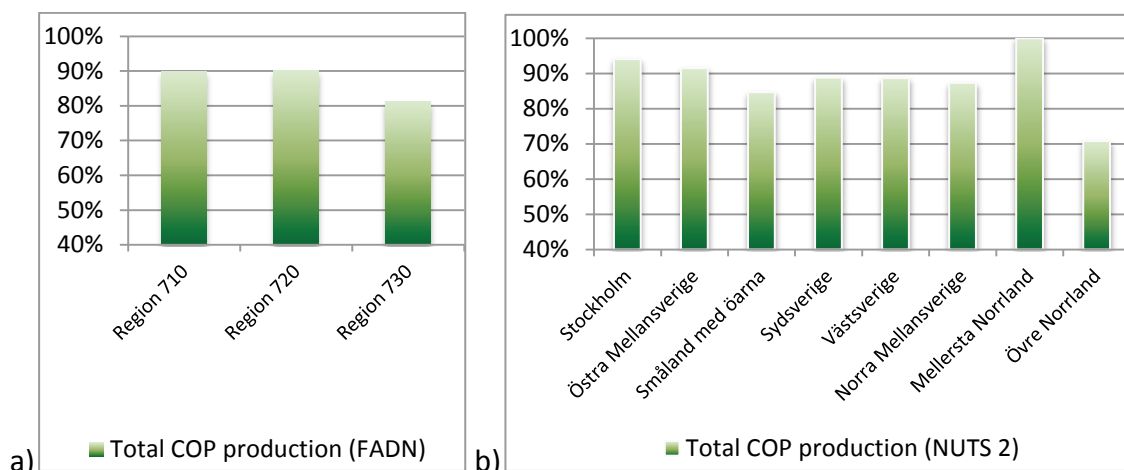 100%
90%
80%
70%
60%
50%
40%
Region 710
Region 720
Region 730
Total COP production (FADN)
a)
100%
90%
80%
70%
60%
50%
40%
Stockholm
Östra Mellansverige
Småland med öarna
Sydsverige
Västsverige
Norra Mellansverige
Mellersta Norrland
Övre Norrland
Total COP production (NUTS 2)
b)